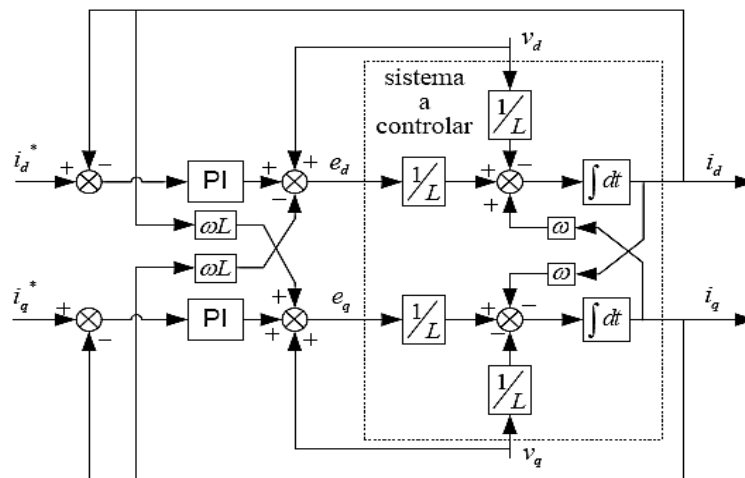 v_d
sistema
a
controlar
1/L
i_d*
+ −
PI
+ +
−
e_d
1/L
+ −
+
∫ dt
i_d
ωL
ω
ωL
ω
i_q*
+
−
PI
+
+ +
e_q
1/L
+ −
−
∫ dt
i_q
1/L
v_q